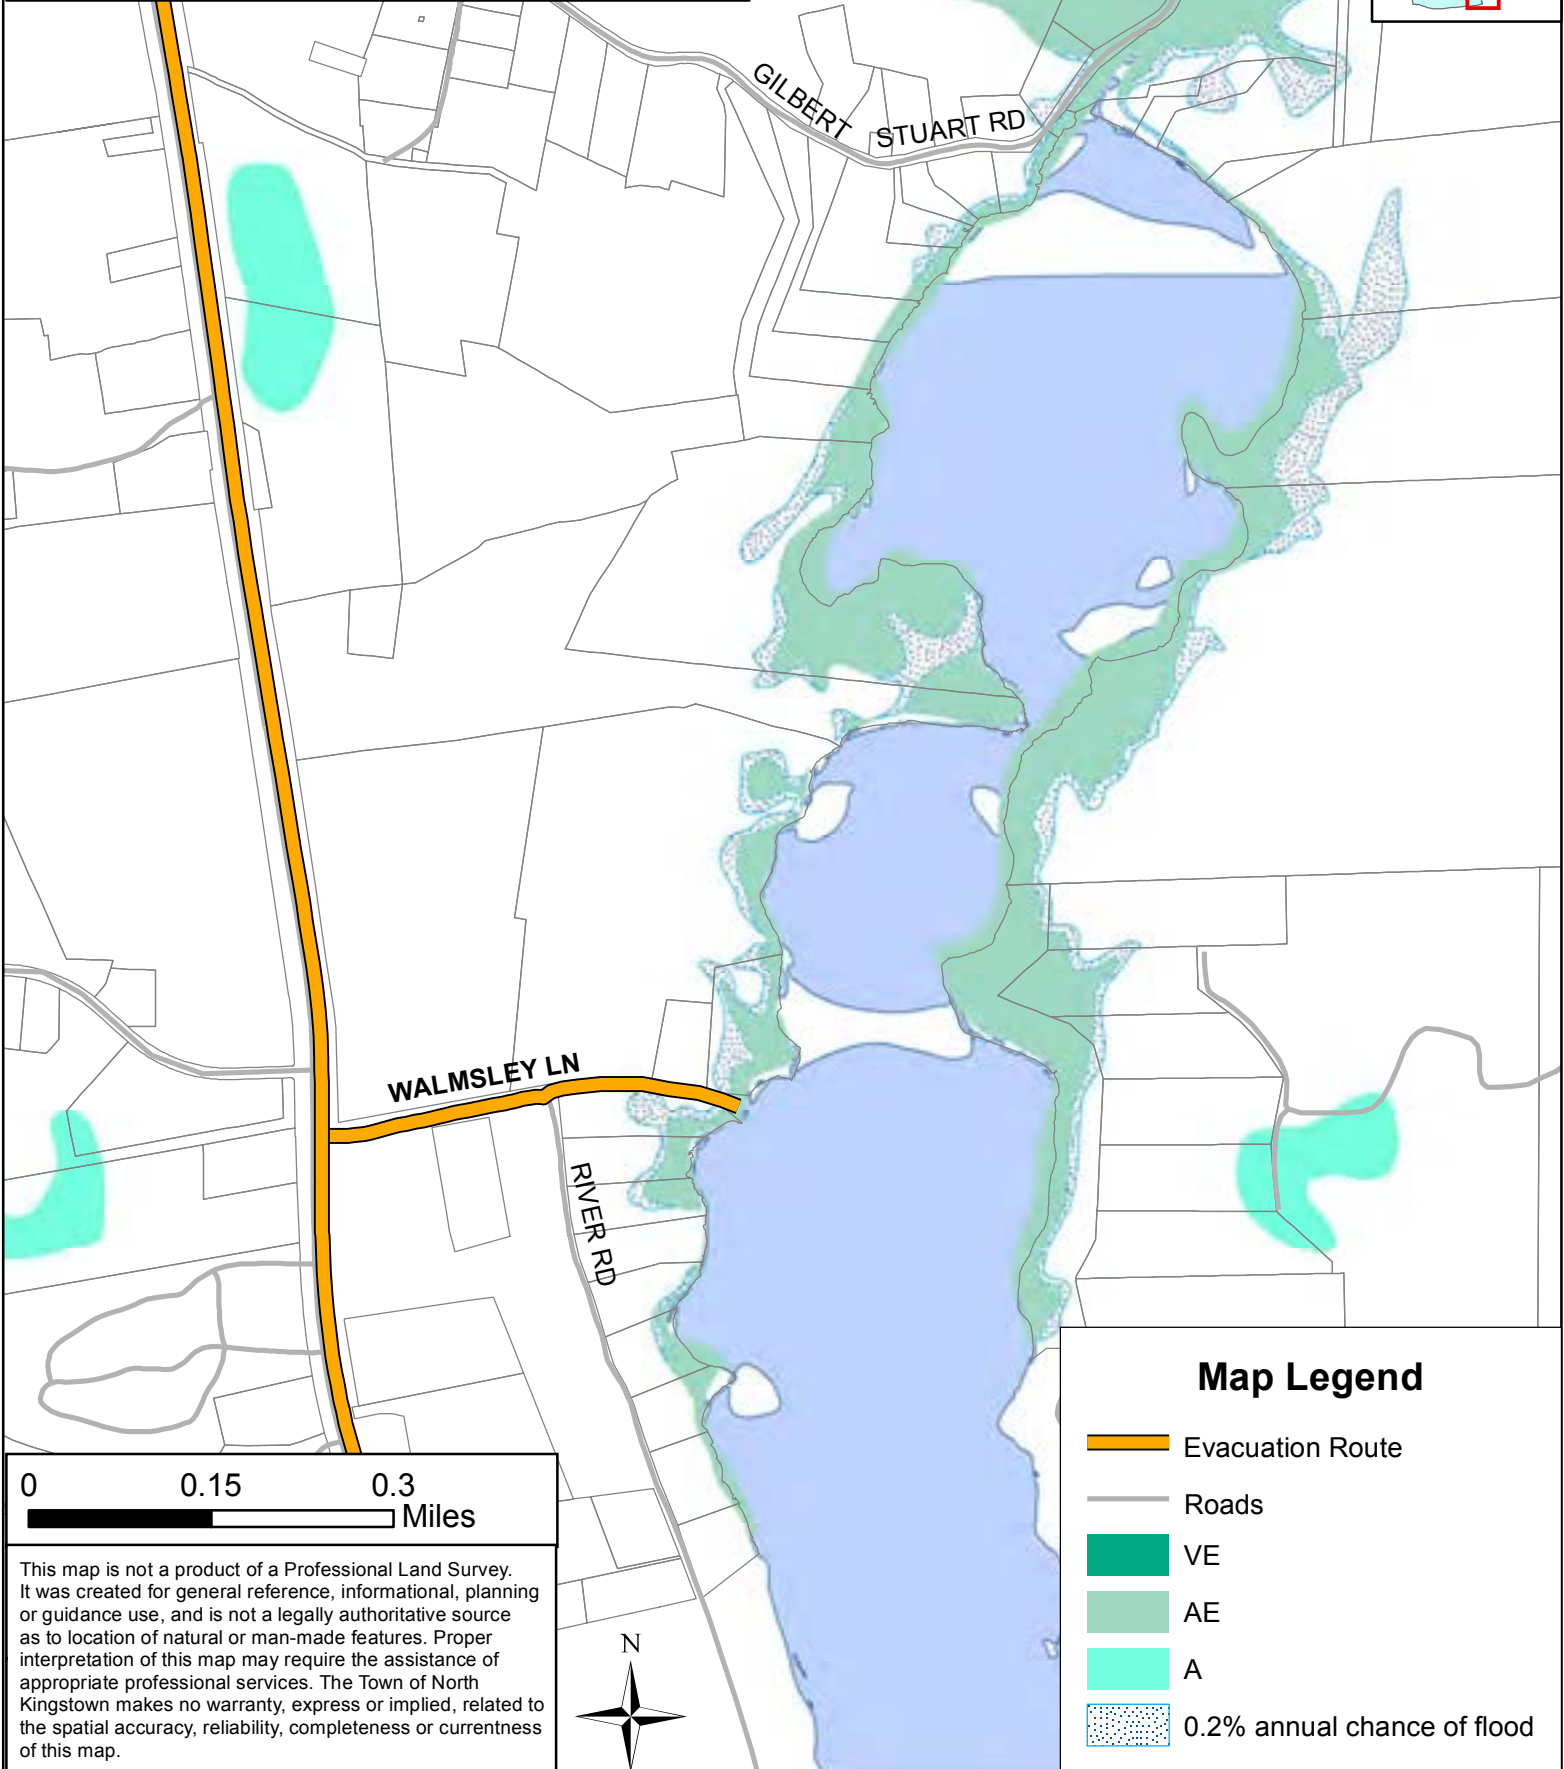 GILBERT STUART RD
WALMSLEY LN
RIVER RD
Map Legend
Evacuation Route
Roads
VE
AE
A
0.2% annual chance of flood
0 0.15 0.3
Miles
This map is not a product of a Professional Land Survey.
It was created for general reference, informational, planning
or guidance use, and is not a legally authoritative source
as to location of natural or man-made features. Proper
interpretation of this map may require the assistance of
appropriate professional services. The Town of North
Kingstown makes no warranty, express or implied, related to
the spatial accuracy, reliability, completeness or currentness
of this map.
N